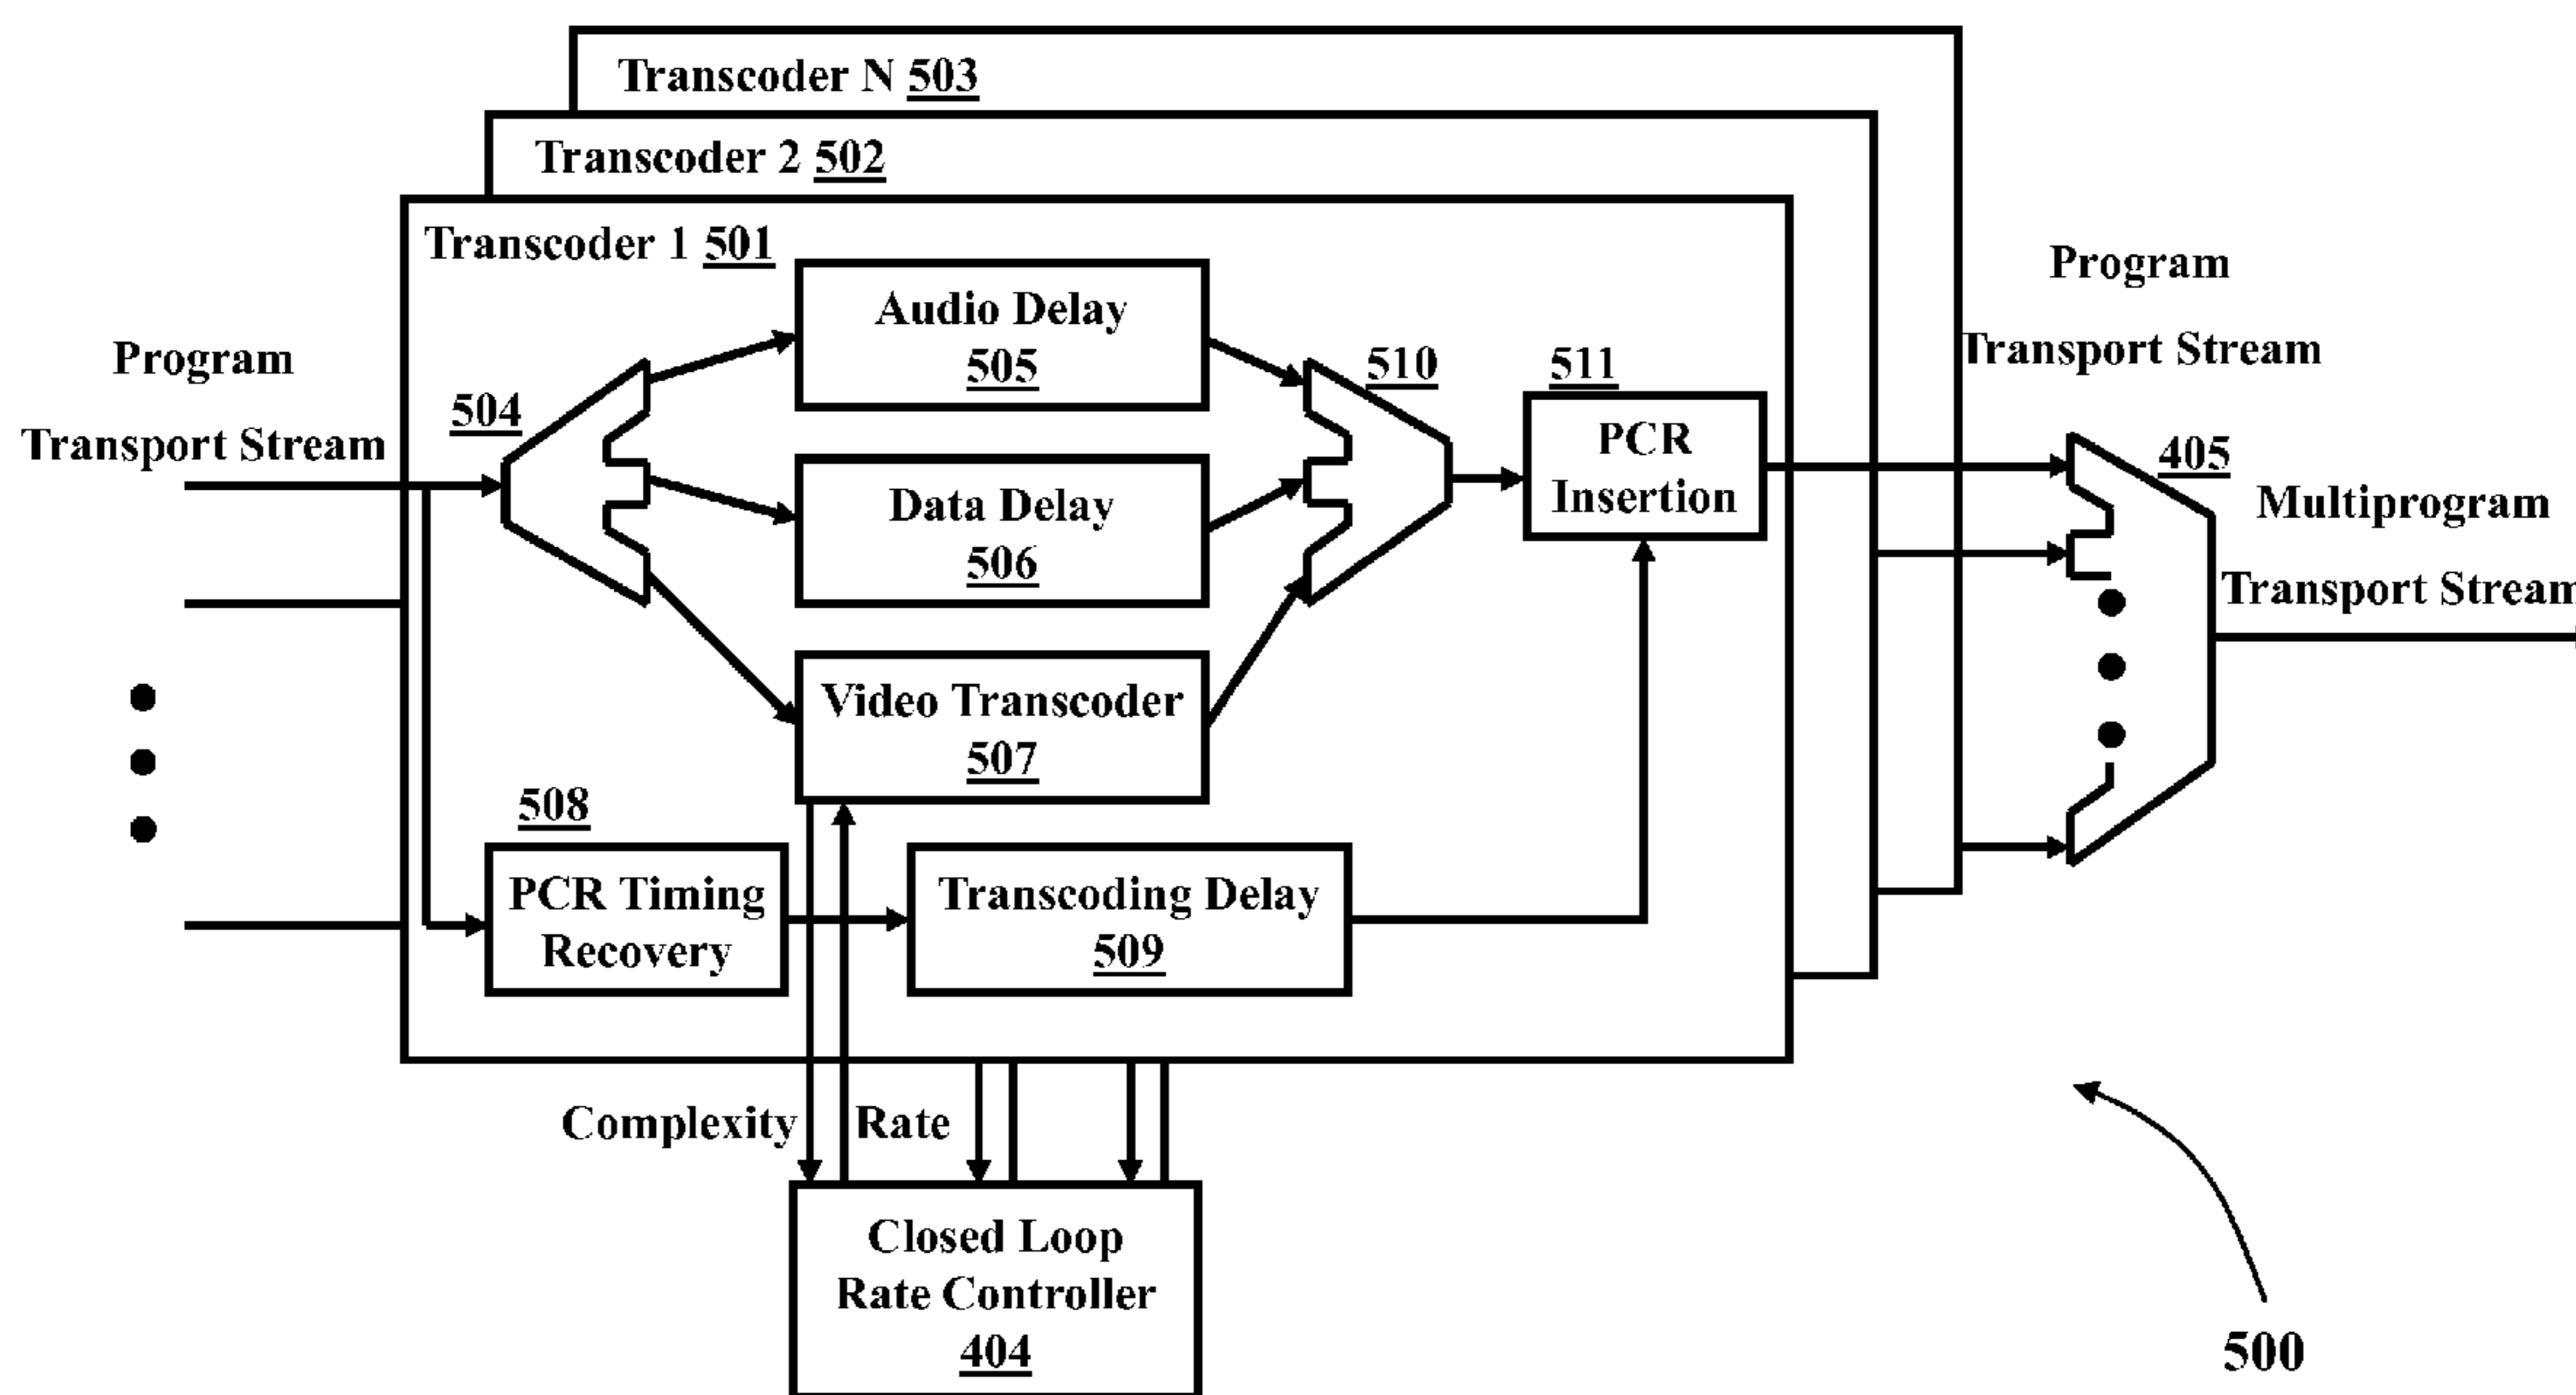 Transcoder N 503
Transcoder 2 502
Transcoder 1 501
Program
Transport Stream
504
Audio Delay
505
Data Delay
506
Video Transcoder
507
510
511
PCR
Insertion
508
PCR Timing
Recovery
Transcoding Delay
509
Program
Transport Stream
405
Multiprogram
Transport Stream
Complexity
Rate
Closed Loop
Rate Controller
404
500